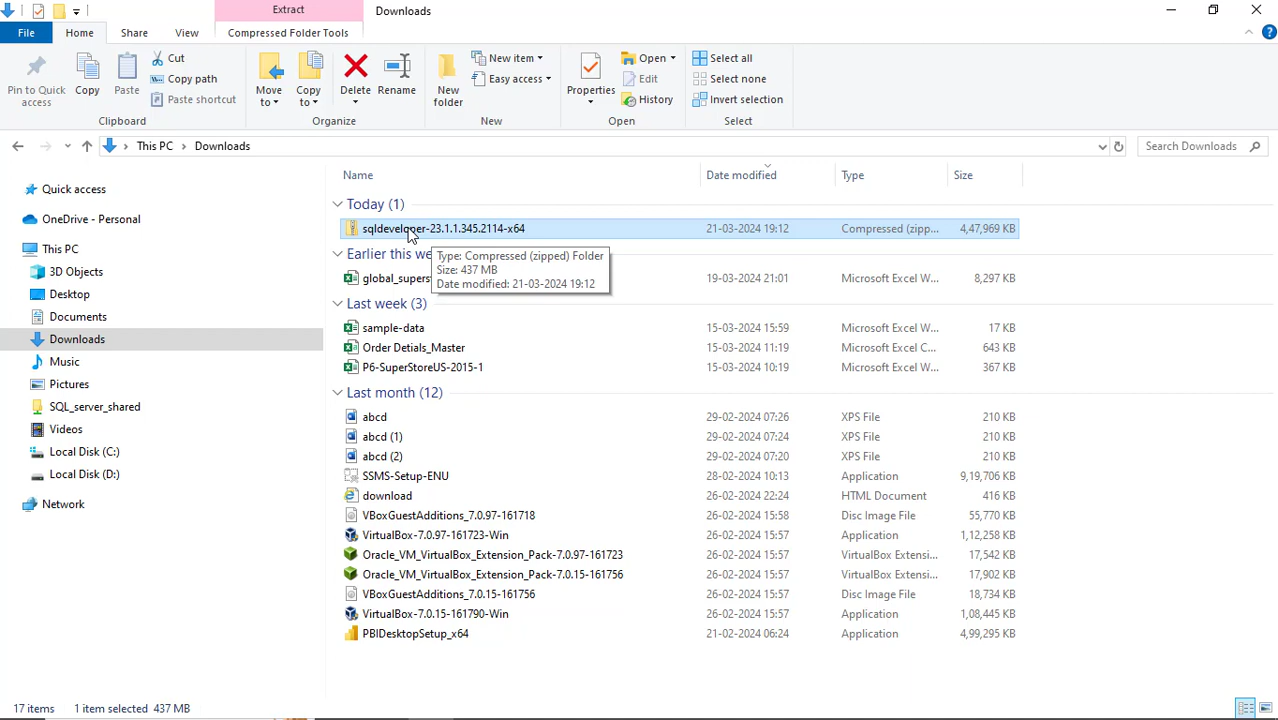 Extract
Downloads
File
Home
Share
View
Compressed Folder Tools
Pin to Quick access
Copy
Paste
Cut
Copy path
Paste shortcut
Clipboard
Move to
Copy to
Delete
Rename
Organize
New folder
New item
Easy access
New
Properties
Open
Edit
History
Open
Select all
Select none
Invert selection
Select
This PC
Downloads
Search Downloads
Name
Date modified
Type
Size
Quick access
OneDrive - Personal
This PC
3D Objects
Desktop
Documents
Downloads
Music
Pictures
SQL_server_shared
Videos
Local Disk (C:)
Local Disk (D:)
Network
Today (1)
sqldeveloper-23.1.1.345.2114-x64 21-03-2024 19:12 Compressed (zipp... 4,47,969 KB
Type: Compressed (zipped) Folder
Size: 437 MB
Date modified: 21-03-2024 19:12
Earlier this we
global_supers 19-03-2024 21:01 Microsoft Excel W... 8,297 KB
Last week (3)
sample-data 15-03-2024 15:59 Microsoft Excel W... 17 KB
Order Detials_Master 15-03-2024 11:19 Microsoft Excel C... 643 KB
P6-SuperStoreUS-2015-1 15-03-2024 10:19 Microsoft Excel W... 367 KB
Last month (12)
abcd 29-02-2024 07:26 XPS File 210 KB
abcd (1) 29-02-2024 07:24 XPS File 210 KB
abcd (2) 29-02-2024 07:20 XPS File 210 KB
SSMS-Setup-ENU 28-02-2024 10:13 Application 9,19,706 KB
download 26-02-2024 22:24 HTML Document 416 KB
VBoxGuestAdditions_7.0.97-161718 26-02-2024 15:58 Disc Image File 55,770 KB
VirtualBox-7.0.97-161723-Win 26-02-2024 15:57 Application 1,12,258 KB
Oracle_VM_VirtualBox_Extension_Pack-7.0.97-161723 26-02-2024 15:57 VirtualBox Extensi... 17,542 KB
Oracle_VM_VirtualBox_Extension_Pack-7.0.15-161756 26-02-2024 15:57 VirtualBox Extensi... 17,902 KB
VBoxGuestAdditions_7.0.15-161756 26-02-2024 15:57 Disc Image File 18,734 KB
VirtualBox-7.0.15-161790-Win 26-02-2024 15:57 Application 1,08,445 KB
PBIDesktopSetup_x64 21-02-2024 06:24 Application 4,99,295 KB
17 items 1 item selected 437 MB